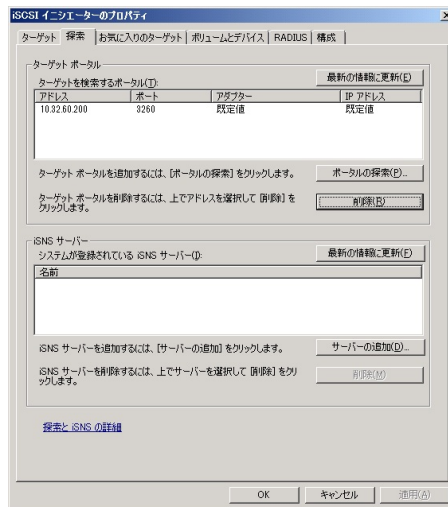 iSCSI イニシエーターのプロパティ
ターゲット 探索 お気に入りのターゲット ボリュームとデバイス RADIUS 構成
ターゲット ポータル
ターゲットを検索するポータル(T): 最新の情報に更新(E)
アドレス ポート アダプター IP アドレス
10.32.60.200 3260 既定値 既定値
ターゲット ポータルを追加するには、[ポータルの探索] をクリックします。 ポータルの探索(P)...
ターゲット ポータルを削除するには、上でアドレスを選択して [削除] を 削除(R)
クリックします。
iSNS サーバー
システムが登録されている iSNS サーバー(I): 最新の情報に更新(F)
名前
iSNS サーバーを追加するには、[サーバーの追加] をクリックします。 サーバーの追加(D)...
iSNS サーバーを削除するには、上でサーバーを選択して [削除] をクリ 削除(M)
ックします。
探索と iSNS の詳細
OK キャンセル 適用(A)